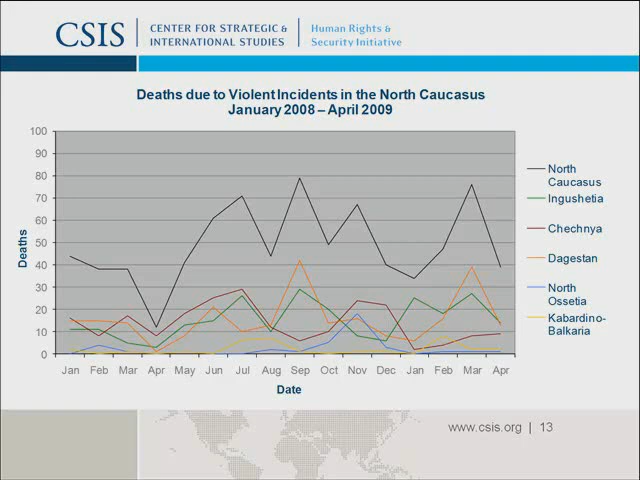 CSIS
CENTER FOR STRATEGIC &
INTERNATIONAL STUDIES
Human Rights &
Security Initiative
Deaths due to Violent Incidents in the North Caucasus
January 2008 – April 2009
100
90
80
70
60
50
40
30
20
10
0
Deaths
Jan Feb Mar Apr May Jun Jul Aug Sep Oct Nov Dec Jan Feb Mar Apr
Date
North
Caucasus
Ingushetia
Chechnya
Dagestan
North
Ossetia
Kabardino-
Balkaria
www.csis.org | 13